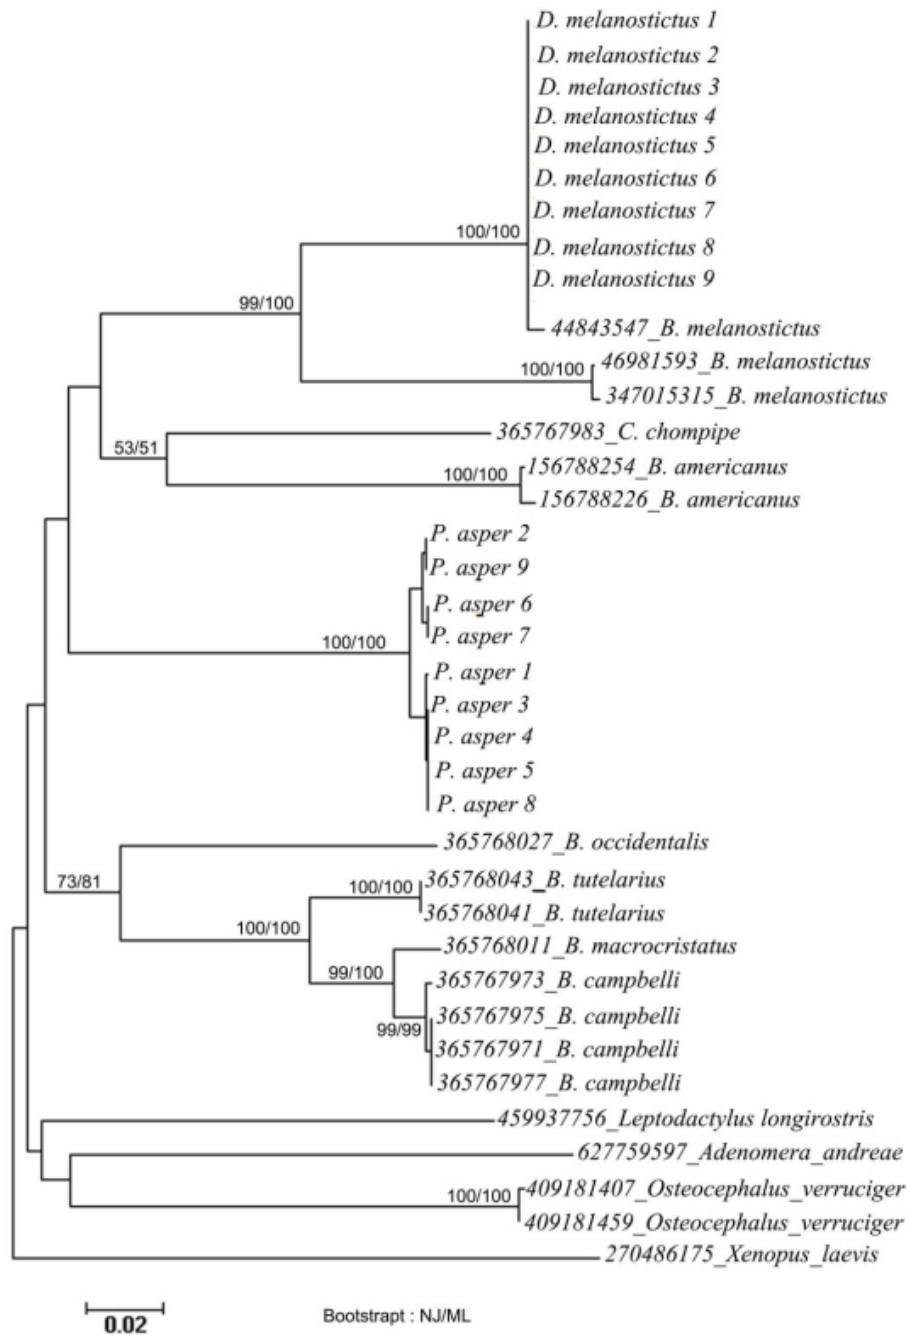 D. melanostictus 1
D. melanostictus 2
D. melanostictus 3
D. melanostictus 4
D. melanostictus 5
D. melanostictus 6
D. melanostictus 7
100/100
D. melanostictus 8
D. melanostictus 9
99/100
44843547_B. melanostictus
46981593_B. melanostictus
100/100
347015315_B. melanostictus
365767983_C. chompipe
53/51
156788254_B. americanus
100/100
156788226_B. americanus
P. asper 2
P. asper 9
P. asper 6
P. asper 7
100/100
P. asper 1
P. asper 3
P. asper 4
P. asper 5
P. asper 8
365768027_B. occidentalis
73/81
365768043_B. tutelarius
100/100
365768041_B. tutelarius
100/100
365768011_B. macrocristatus
99/100
365767973_B. campbelli
365767975_B. campbelli
99/99
365767971_B. campbelli
365767977_B. campbelli
459937756_Leptodactylus longirostris
627759597_Adenomera_andreae
409181407_Osteocephalus_verruciger
100/100
409181459_Osteocephalus_verruciger
270486175_Xenopus_laevis
0.02
Bootstrapt : NJ/ML